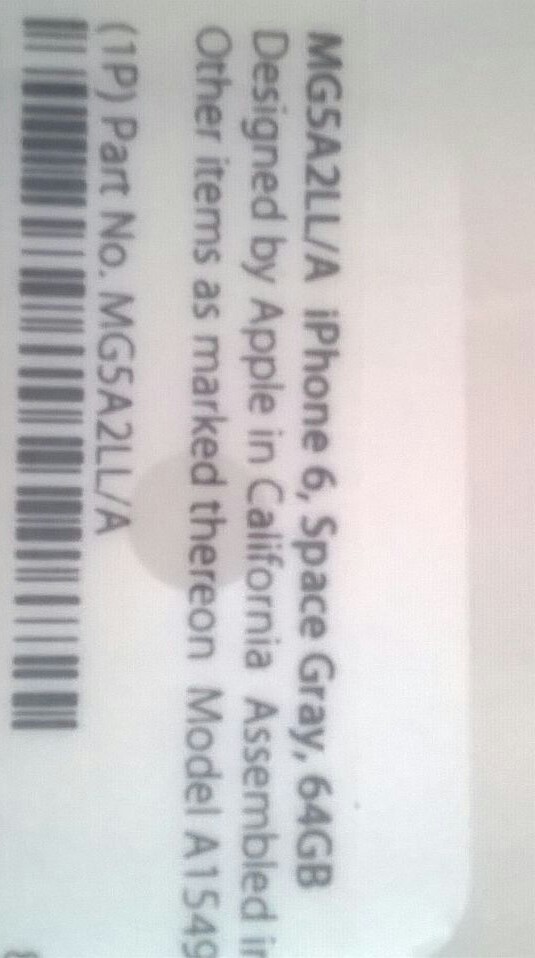 MG5A2LL/A iPhone 6, Space Gray, 64GB
Designed by Apple in California Assembled in
Other items as marked thereon Model A1549
(1P) Part No. MG5A2LL/A